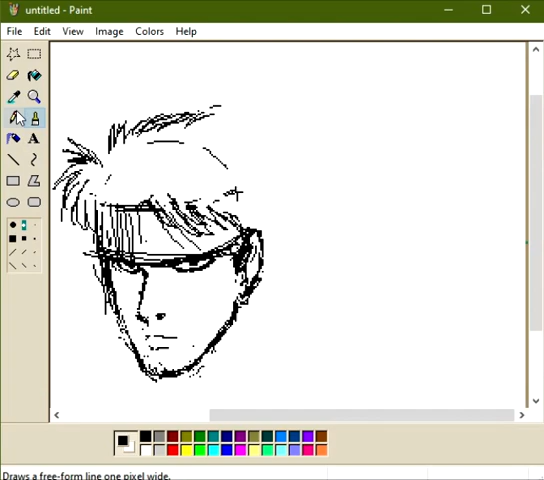 untitled - Paint
File Edit View Image Colors Help
A
Draws a free-form line one pixel wide.